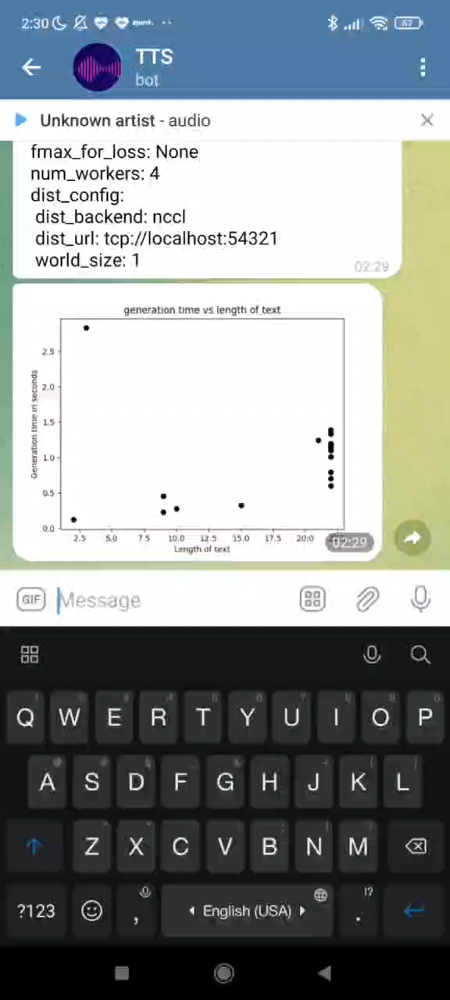 2:30
67
TTS
bot
Unknown artist - audio
fmax_for_loss: None
num_workers: 4
dist_config:
dist_backend: nccl
dist_url: tcp://localhost:54321
world_size: 1
02:29
generation time vs length of text
Generation time in seconds
2.5
2.0
1.5
1.0
0.5
0.0
2.5 5.0 7.5 10.0 12.5 15.0 17.5 20.0
Length of text
02:29
GIF Message
Q W E R T Y U I O P
A S D F G H J K L
Z X C V B N M
?123 , English (USA) . !?